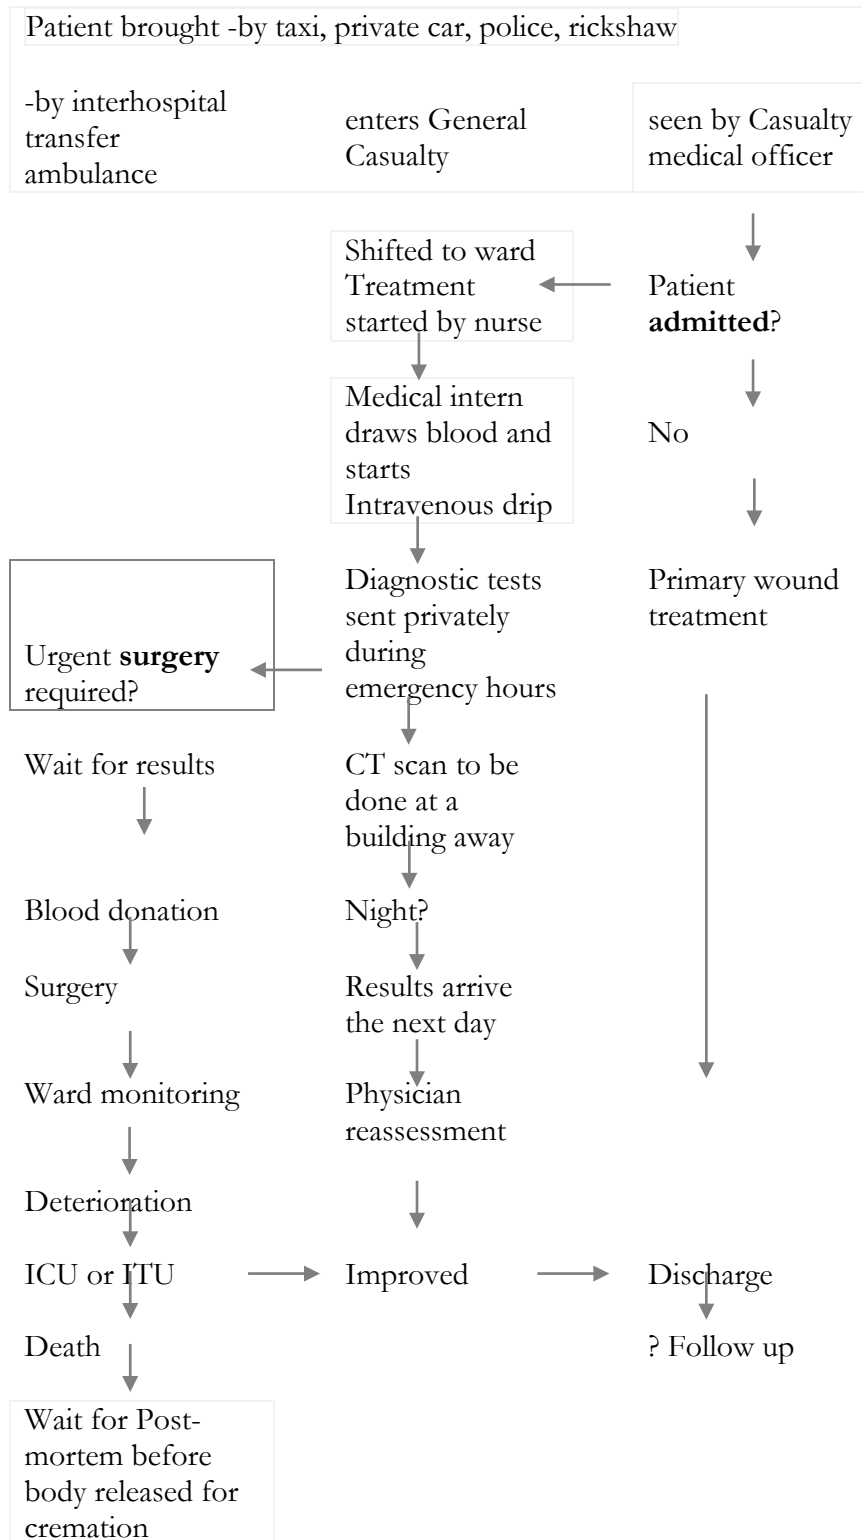 Patient brought -by taxi, private car, police, rickshaw
-by interhospital
transfer
ambulance
enters General
Casualty
seen by Casualty
medical officer
Shifted to ward
Treatment
started by nurse
Patient
admitted?
Medical intern
draws blood and
starts
Intravenous drip
No
Urgent surgery
required?
Diagnostic tests
sent privately
during
emergency hours
Primary wound
treatment
Wait for results
CT scan to be
done at a
building away
Blood donation
Night?
Surgery
Results arrive
the next day
Ward monitoring
Physician
reassessment
Deterioration
ICU or ITU
Improved
Discharge
Death
? Follow up
Wait for Post-
mortem before
body released for
cremation